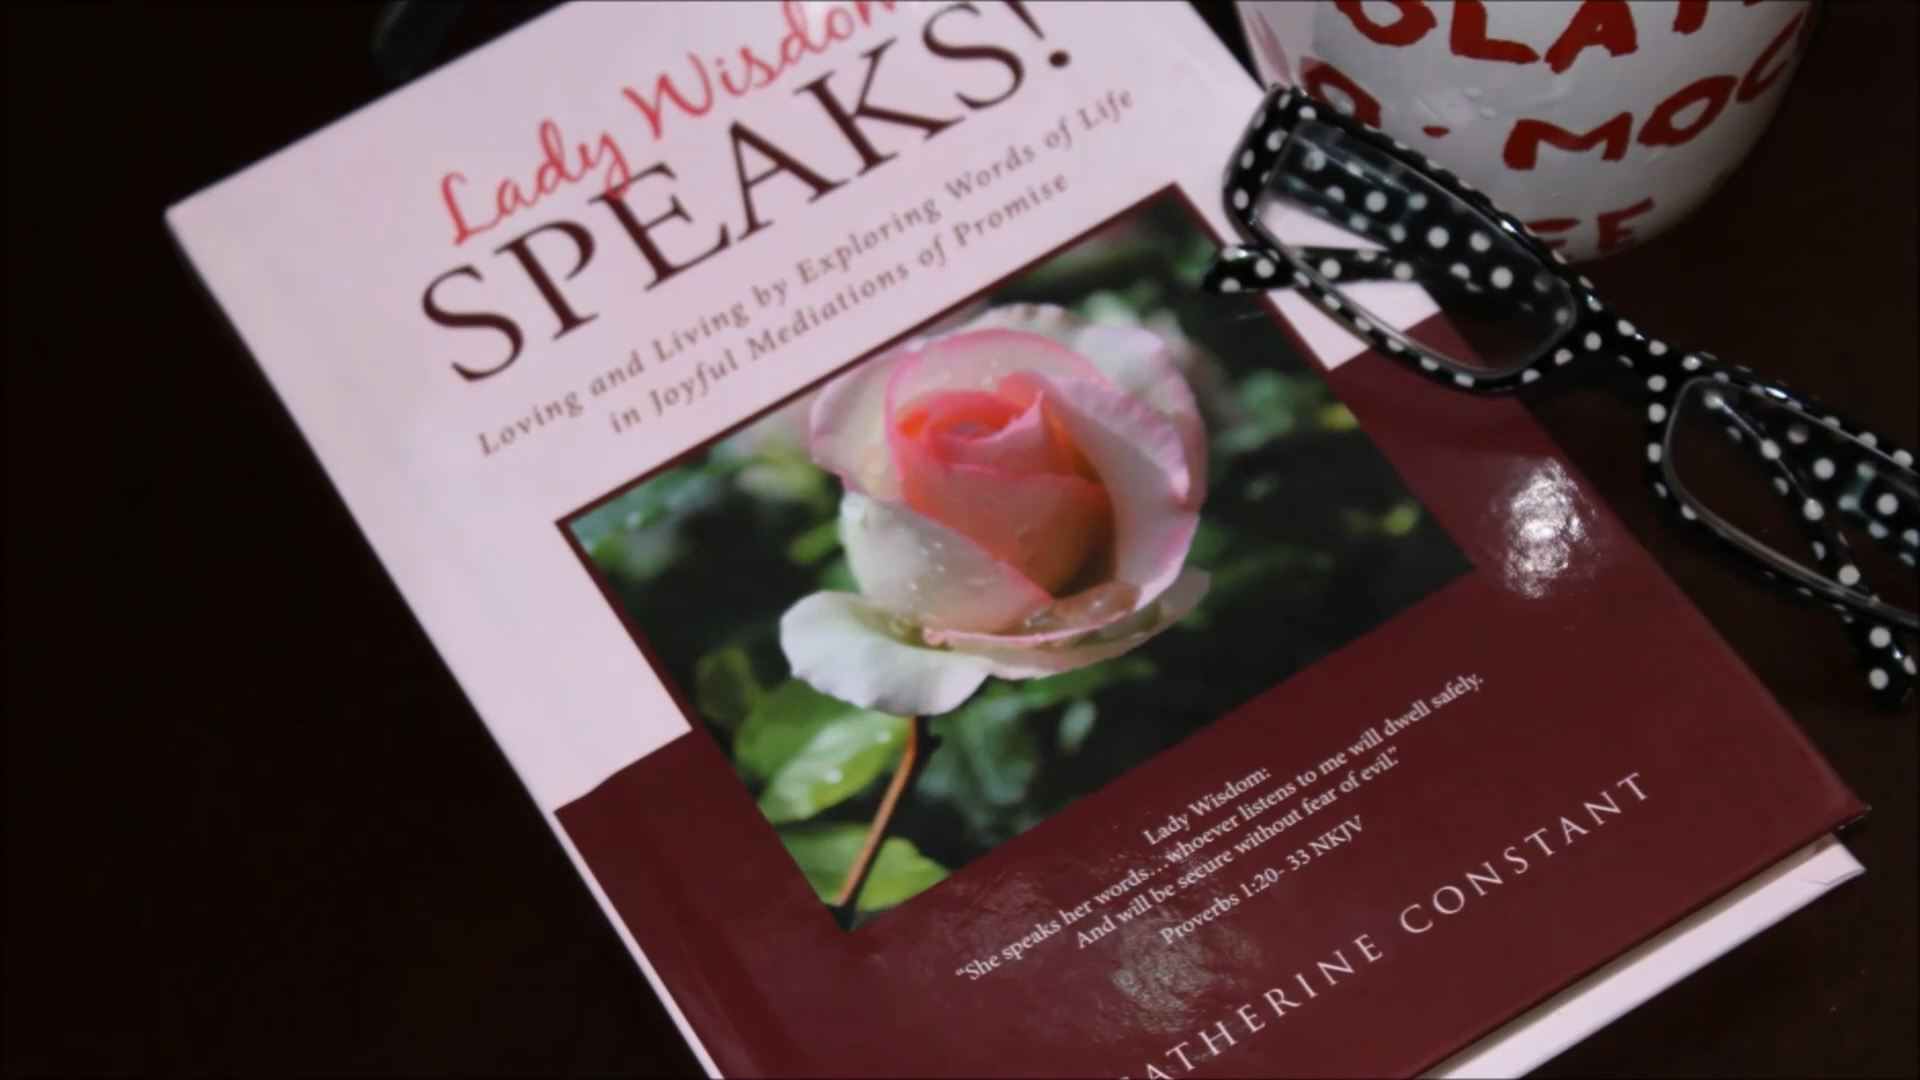 Lady Wisdom
SPEAKS!
Loving and Living by Exploring Words of Life
in Joyful Mediations of Promise
Lady Wisdom:
“She speaks her words…whoever listens to me will dwell safely.
And will be secure without fear of evil.”
Proverbs 1:20- 33 NKJV
ATHERINE CONSTANT